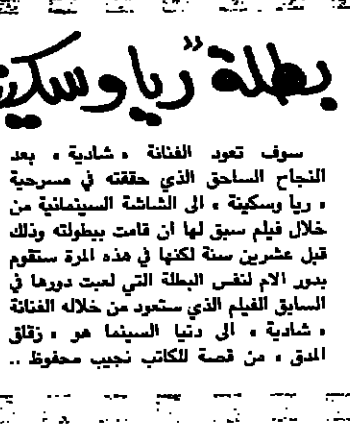 بطلة "ريا وسكينة
سوف تعود الفنانة « شادية » بعد
النجاح الساحق الذي حققته في مسرحية
« ريا وسكينة » الى الشاشة السينمائية من
خلال فيلم سبق لها ان قامت ببطولته وذلك
قبل عشرين سنة لكنها في هذه المرة ستقوم
بدور الام لنفس البطلة التي لعبت دورها في
السابق الفيلم الذي ستعود من خلاله الفنانة
« شادية » الى دنيا السينما هو « زقاق
المدق » من قصة للكاتب نجيب محفوظ ..